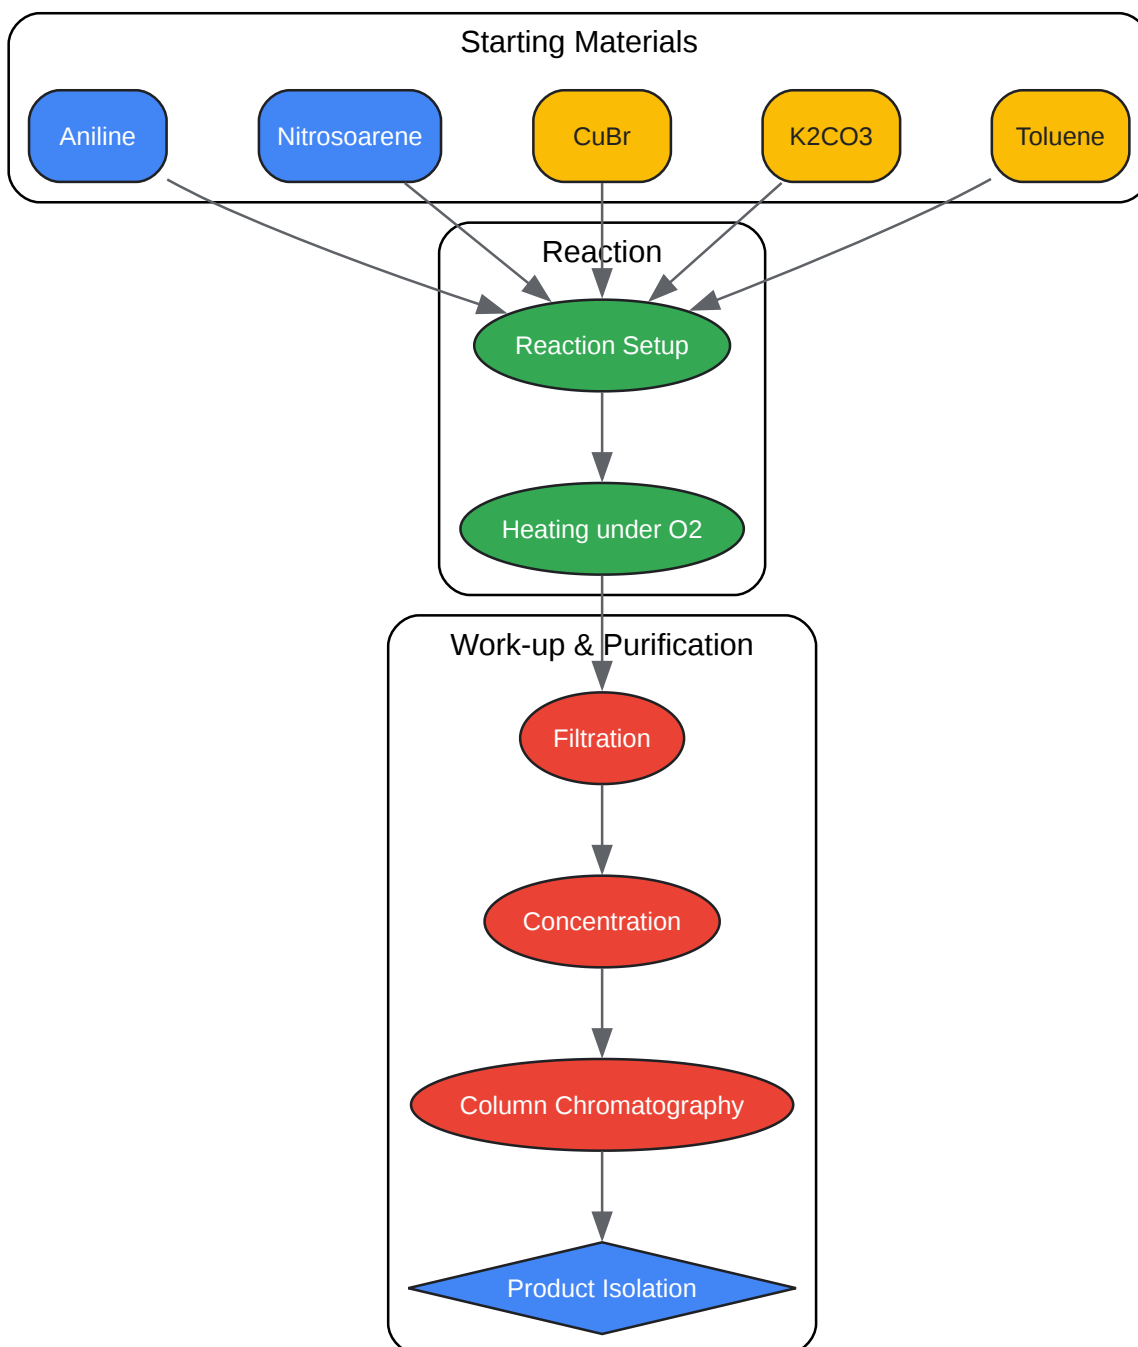 Starting Materials
Aniline
Nitrosoarene
CuBr
K2CO3
Toluene
Reaction
Reaction Setup
Heating under O2
Work-up & Purification
Filtration
Concentration
Column Chromatography
Product Isolation